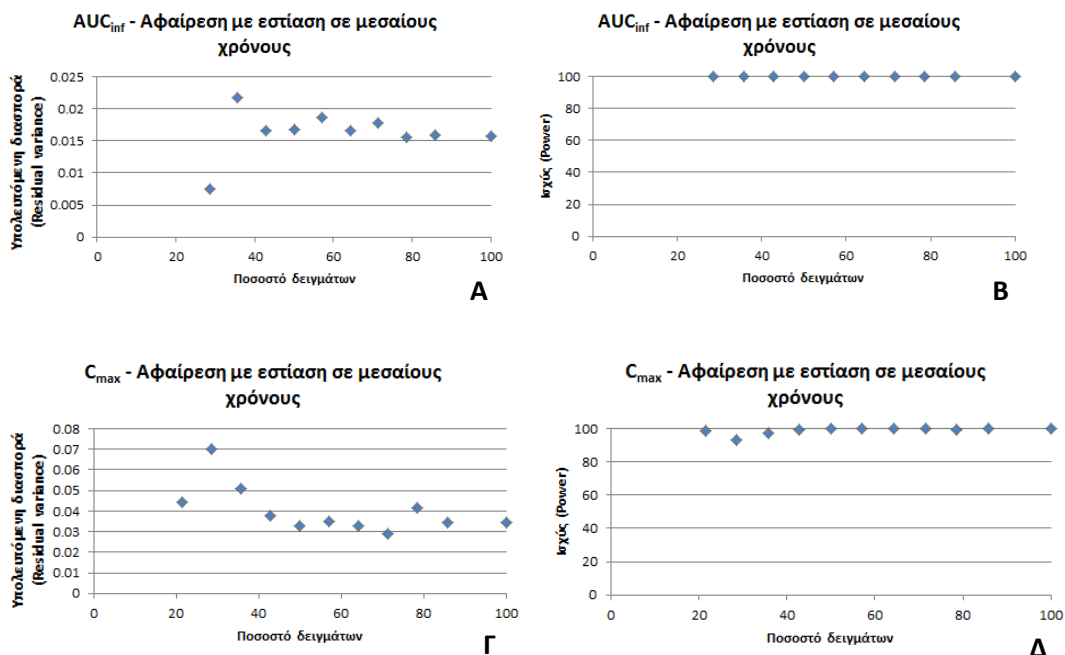 AUCinf - Αφαίρεση με εστίαση σε μεσαίους
χρόνους
Υπολευτόμενη διασπορά
(Residual variance)
0.025
0.02
0.015
0.01
0.005
0
0 20 40 60 80 100
Ποσοστό δειγμάτων
Α
AUCinf - Αφαίρεση με εστίαση σε μεσαίους
χρόνους
Ισχύς (Power)
100
80
60
40
20
0
0 20 40 60 80 100
Ποσοστό δειγμάτων
Β
Cmax - Αφαίρεση με εστίαση σε μεσαίους
χρόνους
Υπολευτόμενη διασπορά
(Residual variance)
0.08
0.07
0.06
0.05
0.04
0.03
0.02
0.01
0
0 20 40 60 80 100
Ποσοστό δειγμάτων
Γ
Cmax - Αφαίρεση με εστίαση σε μεσαίους
χρόνους
Ισχύς (Power)
100
80
60
40
20
0
0 20 40 60 80 100
Ποσοστό δειγμάτων
Δ